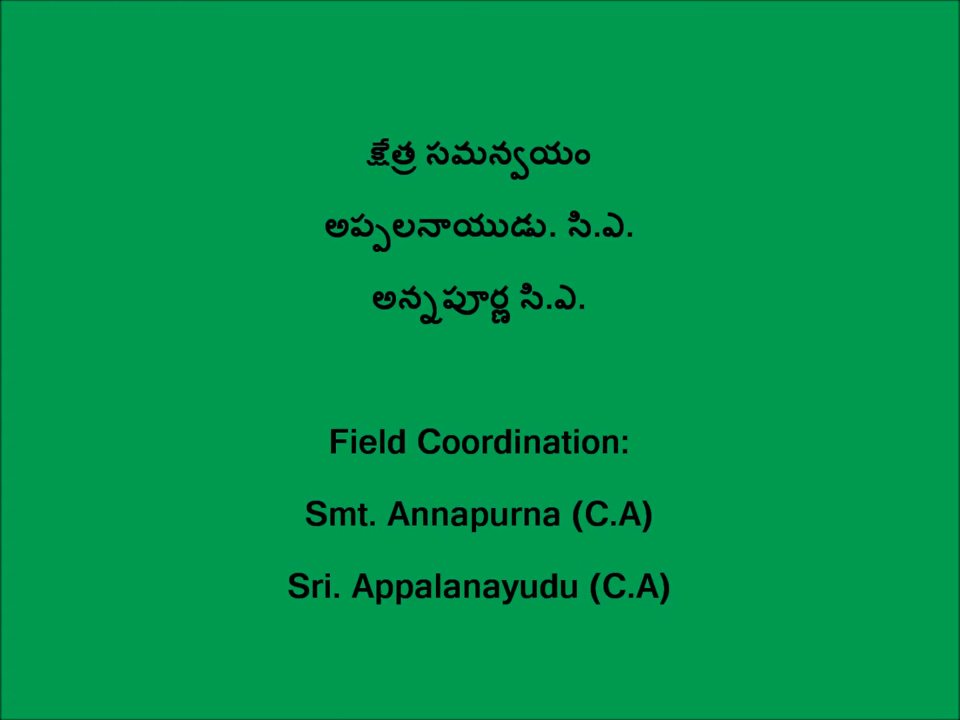 క్షేత్ర సమన్వయం
అప్పలనాయుడు. సి.ఎ.
అన్నపూర్ణ సి.ఎ.
Field Coordination:
Smt. Annapurna (C.A)
Sri. Appalanayudu (C.A)